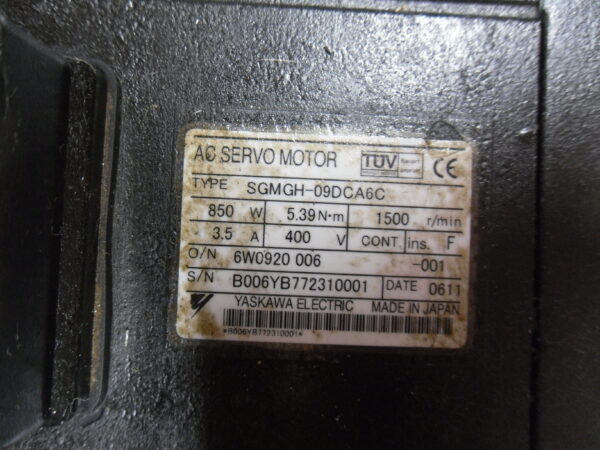 AC SERVO MOTOR TÜV CE
TYPE SGMGH-09DCA6C
850 W 5.39 N·m 1500 r/min
3.5 A 400 V CONT. ins. F
O/N 6W0920 006 -001
S/N B006YB772310001 DATE 0611
YASKAWA ELECTRIC MADE IN JAPAN
*B006YB772310001*